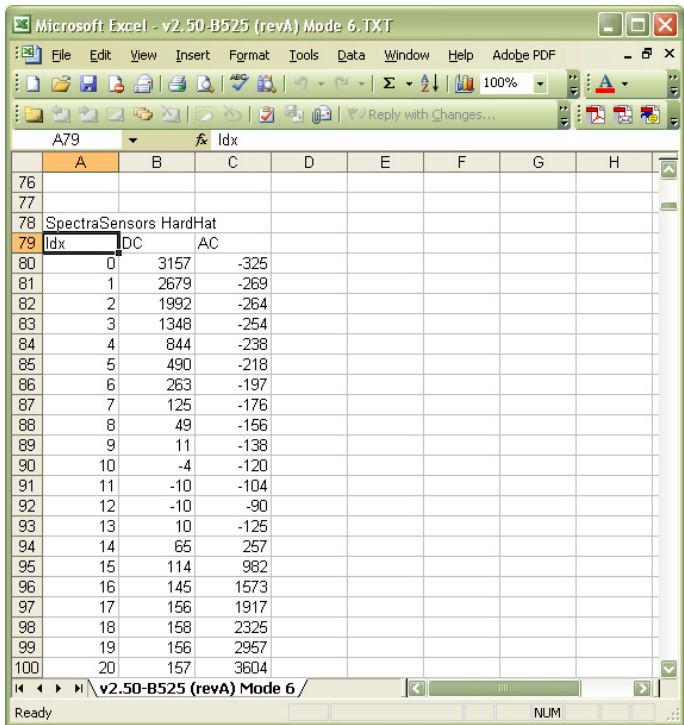 Microsoft Excel - v2.50-B525 (revA) Mode 6.TXT
File Edit View Insert Format Tools Data Window Help Adobe PDF
100%
Reply with Changes...
A79 fx Idx
A B C D E F G H
76
77
78 SpectraSensors HardHat
79 Idx DC AC
80 0 3157 -325
81 1 2679 -269
82 2 1992 -264
83 3 1348 -254
84 4 844 -238
85 5 490 -218
86 6 263 -197
87 7 125 -176
88 8 49 -156
89 9 11 -138
90 10 -4 -120
91 11 -10 -104
92 12 -10 -90
93 13 10 -125
94 14 65 257
95 15 114 982
96 16 145 1573
97 17 156 1917
98 18 158 2325
99 19 156 2957
100 20 157 3604
v2.50-B525 (revA) Mode 6
Ready NUM